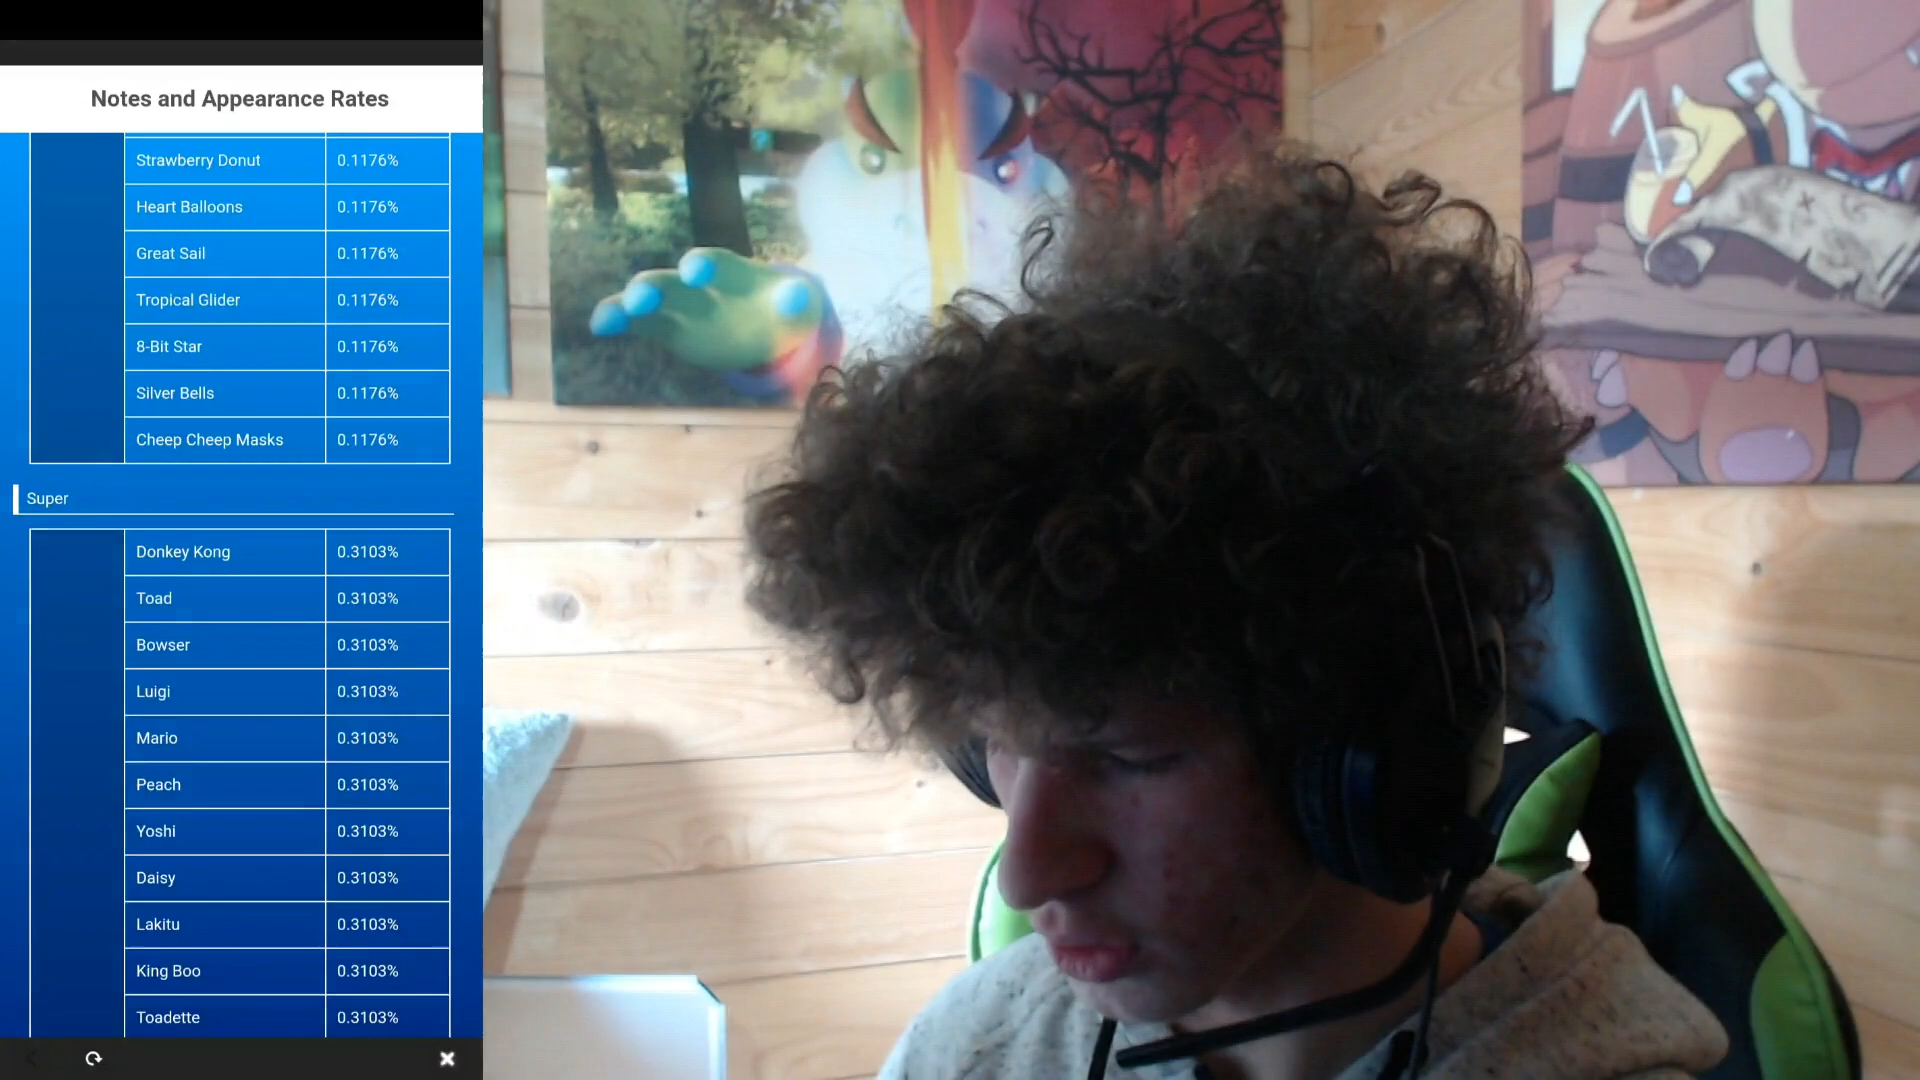 Notes and Appearance Rates
Strawberry Donut 0.1176%
Heart Balloons 0.1176%
Great Sail 0.1176%
Tropical Glider 0.1176%
8-Bit Star 0.1176%
Silver Bells 0.1176%
Cheep Cheep Masks 0.1176%
Super
Donkey Kong 0.3103%
Toad 0.3103%
Bowser 0.3103%
Luigi 0.3103%
Mario 0.3103%
Peach 0.3103%
Yoshi 0.3103%
Daisy 0.3103%
Lakitu 0.3103%
King Boo 0.3103%
Toadette 0.3103%